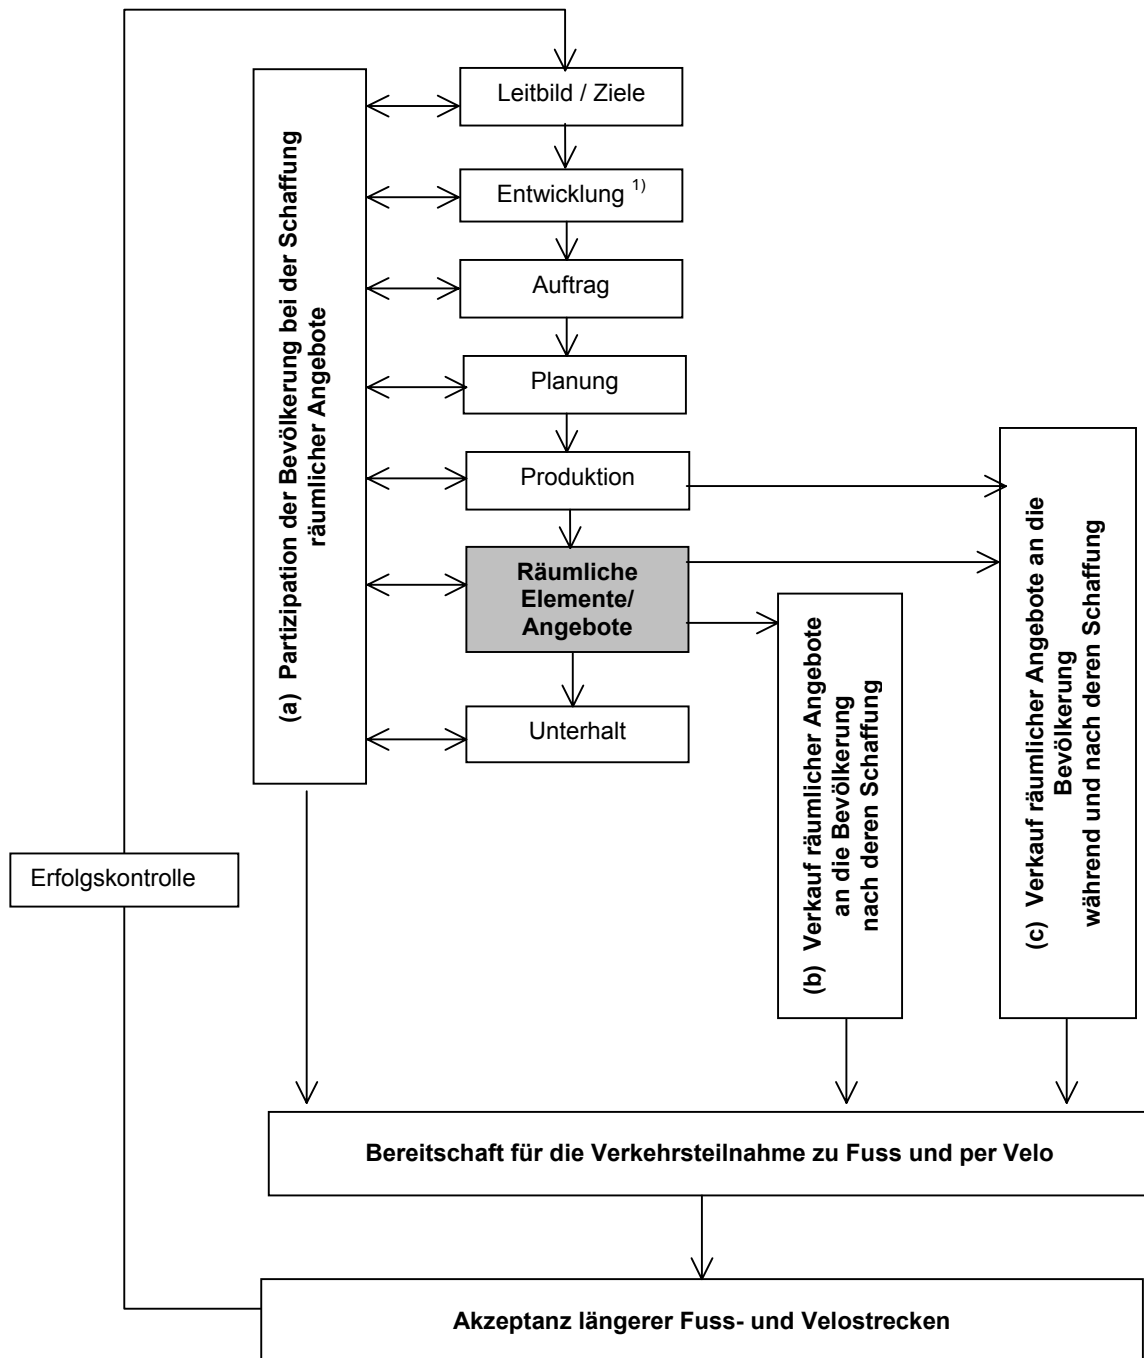 Leitbild / Ziele
Entwicklung 1)
Auftrag
Planung
Produktion
Räumliche
Elemente/
Angebote
Unterhalt
(a) Partizipation der Bevölkerung bei der Schaffung
räumlicher Angebote
(b) Verkauf räumlicher Angebote
an die Bevölkerung
nach deren Schaffung
(c) Verkauf räumlicher Angebote an die
Bevölkerung
während und nach deren Schaffung
Erfolgskontrolle
Bereitschaft für die Verkehrsteilnahme zu Fuss und per Velo
Akzeptanz längerer Fuss- und Velostrecken